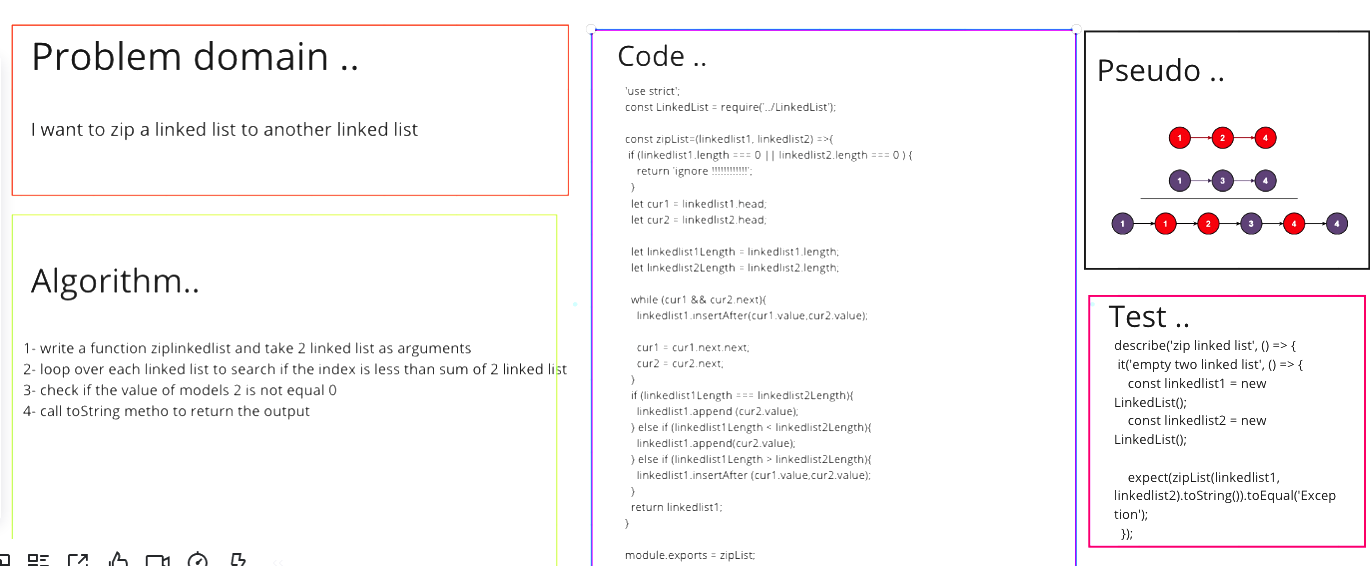 Problem domain ..
I want to zip a linked list to another linked list
Algorithm..
1- write a function ziplinkedlist and take 2 linked list as arguments
2- loop over each linked list to search if the index is less than sum of 2 linked list
3- check if the value of models 2 is not equal 0
4- call toString metho to return the output
Code ..
'use strict';
const LinkedList = require('../LinkedList');
const zipList=(linkedlist1, linkedlist2) =>{
if (linkedlist1.length === 0 || linkedlist2.length === 0 ) {
return 'ignore !!!!!!!!!!!!!';
}
let cur1 = linkedlist1.head;
let cur2 = linkedlist2.head;
let linkedlist1Length = linkedlist1.length;
let linkedlist2Length = linkedlist2.length;
while (cur1 && cur2.next){
linkedlist1.insertAfter(cur1.value,cur2.value);
cur1 = cur1.next.next;
cur2 = cur2.next;
}
if (linkedlist1Length === linkedlist2Length){
linkedlist1.append (cur2.value);
} else if (linkedlist1Length < linkedlist2Length){
linkedlist1.append(cur2.value);
} else if (linkedlist1Length > linkedlist2Length){
linkedlist1.insertAfter (cur1.value,cur2.value);
}
return linkedlist1;
}
module.exports = zipList;
Pseudo ..
1 2 4
1 3 4
1 1 2 3 4 4
Test ..
describe('zip linked list', () => {
it('empty two linked list', () => {
const linkedlist1 = new
LinkedList();
const linkedlist2 = new
LinkedList();
expect(zipList(linkedlist1,
linkedlist2).toString()).toEqual('Excep
tion');
});